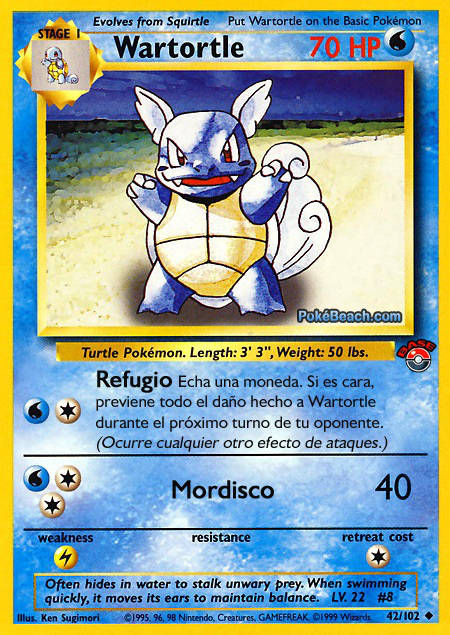 Evolves from Squirtle Put Wartortle on the Basic Pokémon
STAGE 1
Wartortle 70 HP
PokéBeach.com
BASE
Turtle Pokémon. Length: 3' 3", Weight: 50 lbs.
Refugio Echa una moneda. Si es cara,
previene todo el daño hecho a Wartortle
durante el próximo turno de tu oponente.
(Ocurre cualquier otro efecto de ataques.)
Mordisco 40
weakness resistance retreat cost
Often hides in water to stalk unwary prey. When swimming
quickly, it moves its ears to maintain balance. LV. 22 #8
Illus. Ken Sugimori ©1995, 96, 98 Nintendo, Creatures, GAMEFREAK. ©1999 Wizards. 42/102